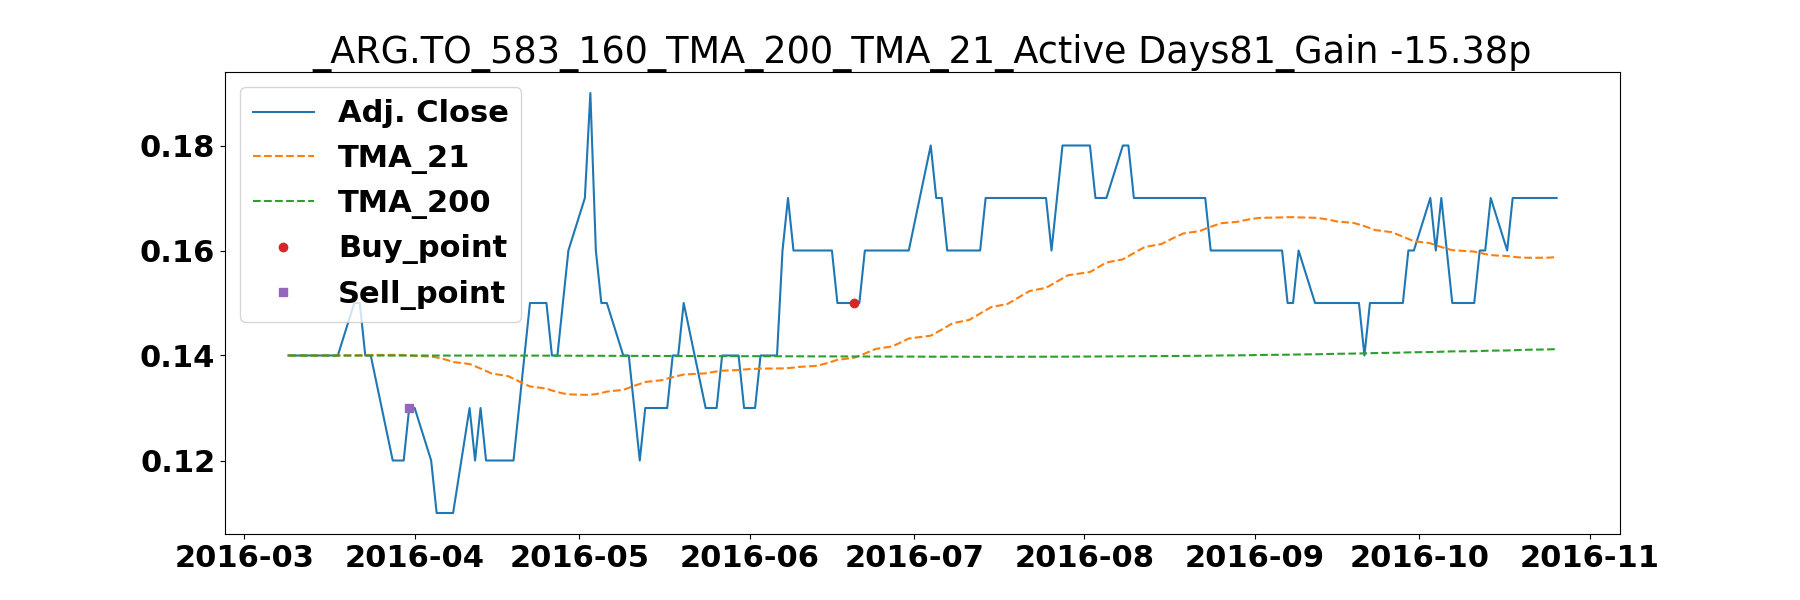 _ARG.TO_583_160_TMA_200_TMA_21_Active Days81_Gain -15.38p
Adj. Close
TMA_21
TMA_200
Buy_point
Sell_point
0.18
0.16
0.14
0.12
2016-03 2016-04 2016-05 2016-06 2016-07 2016-08 2016-09 2016-10 2016-11